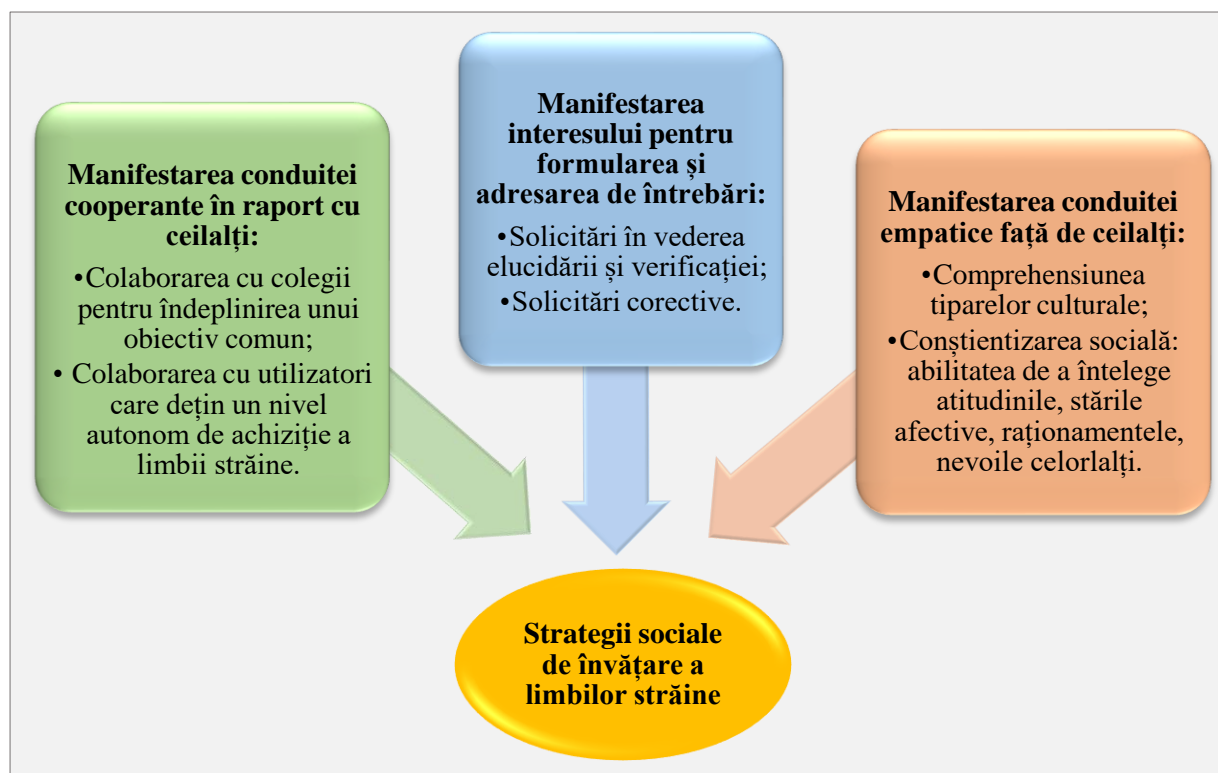 Manifestarea conduitei
cooperante în raport cu
ceilalți:
•Colaborarea cu colegii
pentru îndeplinirea unui
obiectiv comun;
• Colaborarea cu utilizatori
care dețin un nivel
autonom de achiziție a
limbii străine.
Manifestarea
interesului pentru
formularea și
adresarea de întrebări:
•Solicitări în vederea
elucidării și verificației;
•Solicitări corective.
Manifestarea conduitei
empatice față de ceilalți:
•Comprehensiunea
tiparelor culturale;
•Conștientizarea socială:
abilitatea de a întelege
atitudinile, stările
afective, raționamentele,
nevoile celorlalți.
Strategii sociale
de învățare a
limbilor străine